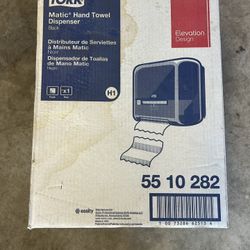 TORK
Matic® Hand Towel
Dispenser
Black
Elevation
Design
Distributeur de Serviettes
à Mains Matic
Noir
Dispensador de Toallas
de Mano Matic
Negro
x1
H1
55 10 282
essity